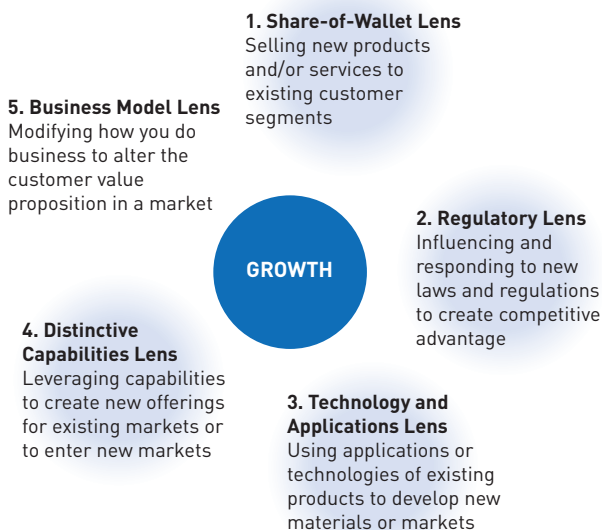 1. Share-of-Wallet Lens
Selling new products
and/or services to
existing customer
segments
5. Business Model Lens
Modifying how you do
business to alter the
customer value
proposition in a market
GROWTH
2. Regulatory Lens
Influencing and
responding to new
laws and regulations
to create competitive
advantage
4. Distinctive
Capabilities Lens
Leveraging capabilities
to create new offerings
for existing markets or
to enter new markets
3. Technology and
Applications Lens
Using applications or
technologies of existing
products to develop new
materials or markets